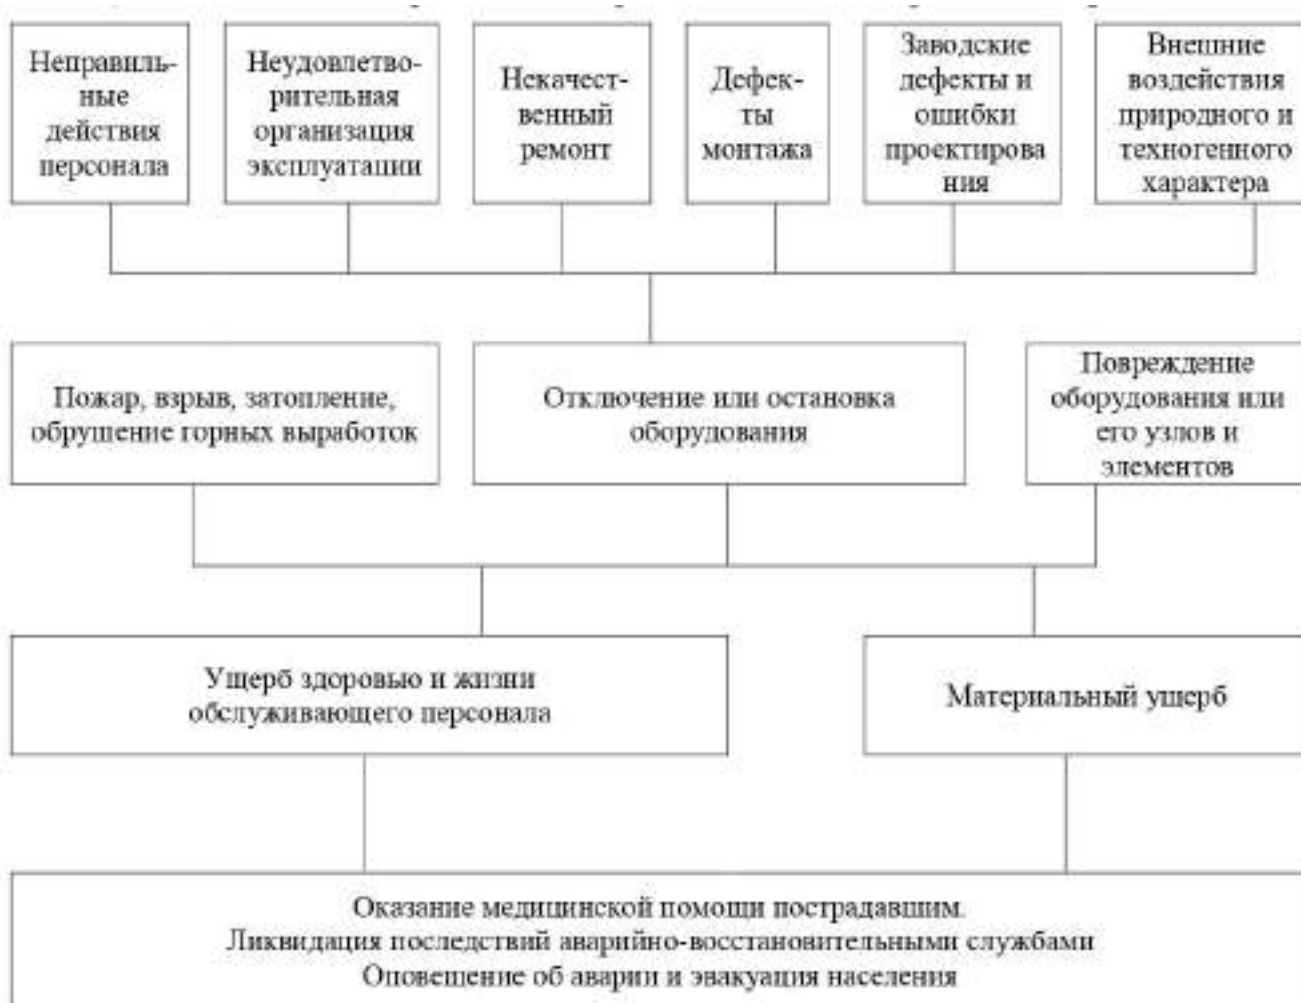 Неправиль-
ные
действия
персонала
Неудовлетво-
рительная
организация
эксплуатации
Некачест-
венный
ремонт
Дефек-
ты
монтажа
Заводские
дефекты и
ошибки
проектирова
ния
Внешние
воздействия
природного и
техногенного
характера
Пожар, взрыв, затопление,
обрушение горных выработок
Отключение или остановка
оборудования
Повреждение
оборудования или
его узлов и
элементов
Ущерб здоровью и жизни
обслуживающего персонала
Материальный ущерб
Оказание медицинской помощи пострадавшим.
Ликвидация последствий аварийно-восстановительными службами
Оповещение об аварии и эвакуация населения